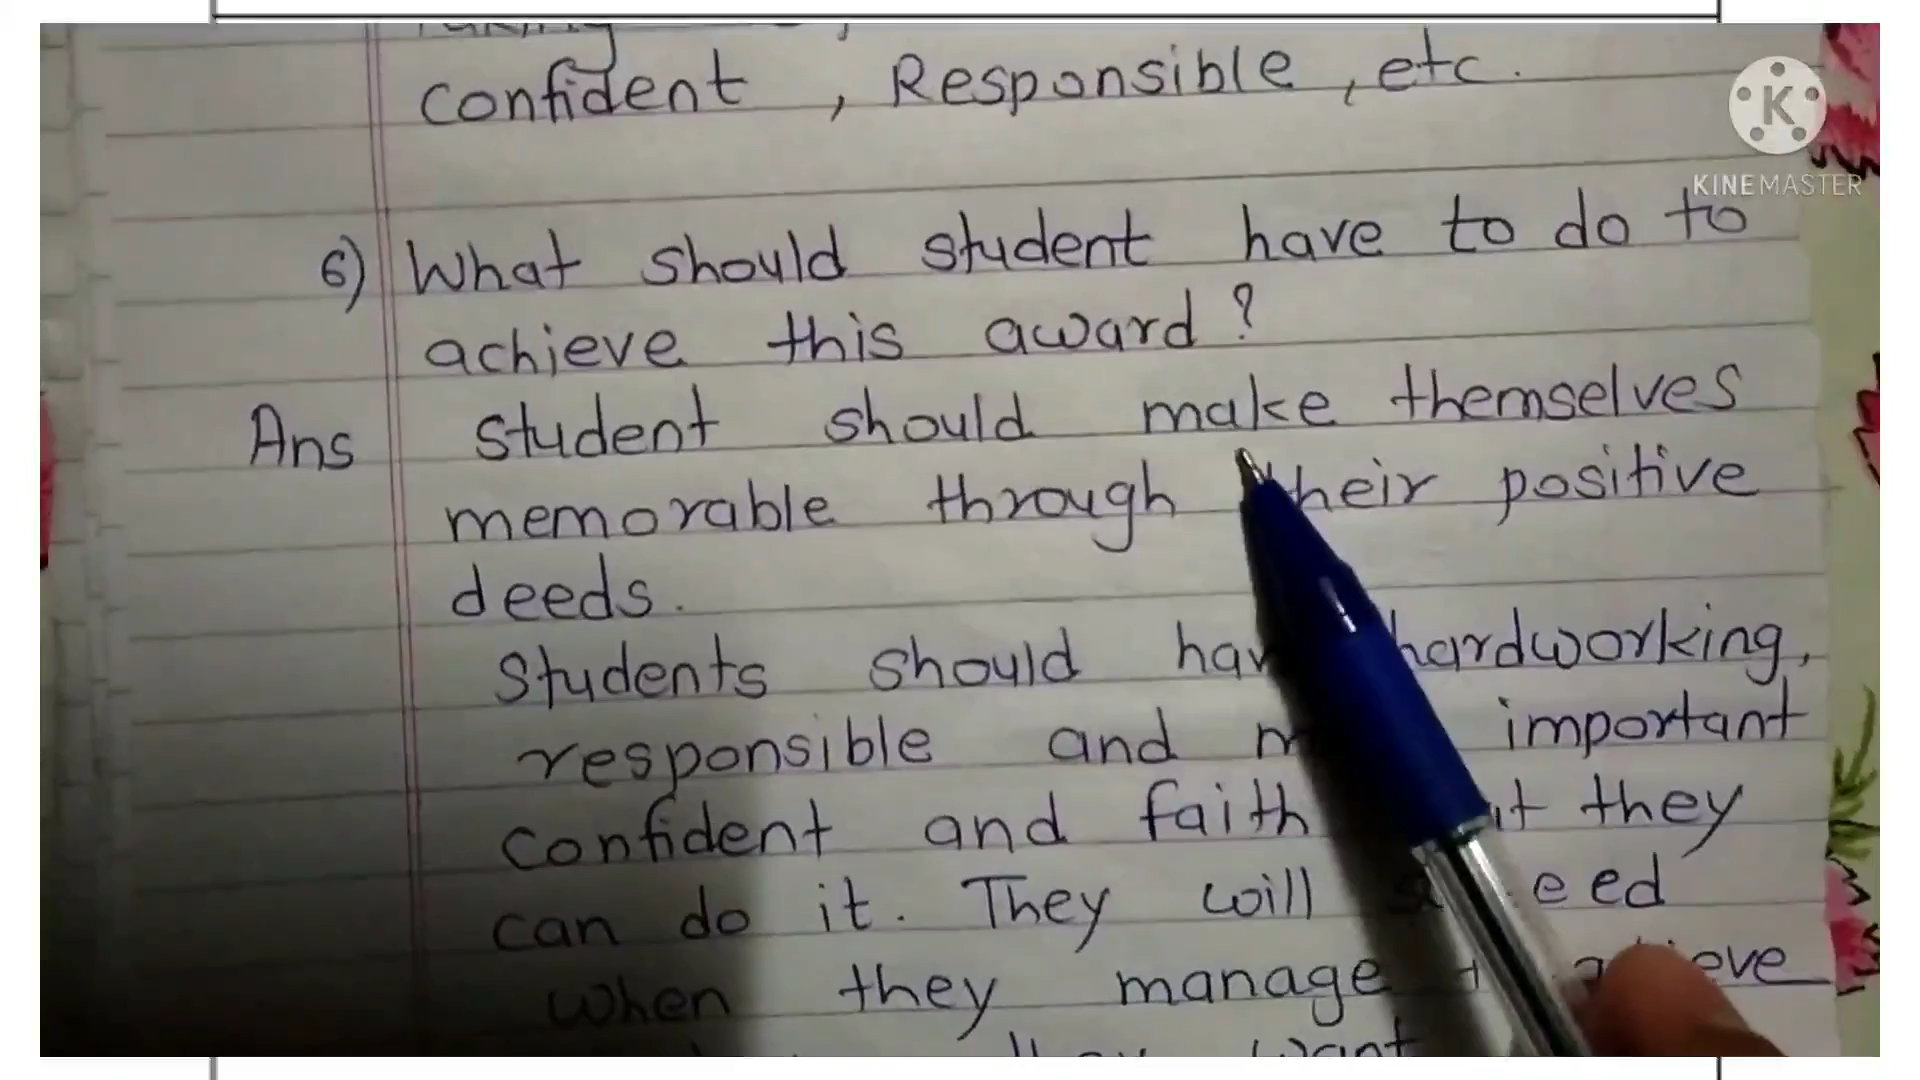 confident , Responsible , etc.
KINEMASTER
6) What should student have to do to
achieve this award ?
Ans student should make themselves
memorable through their positive
deeds.
Students should hardworking,
responsible and important
confident and faith they
can do it. They will
when they manage
want